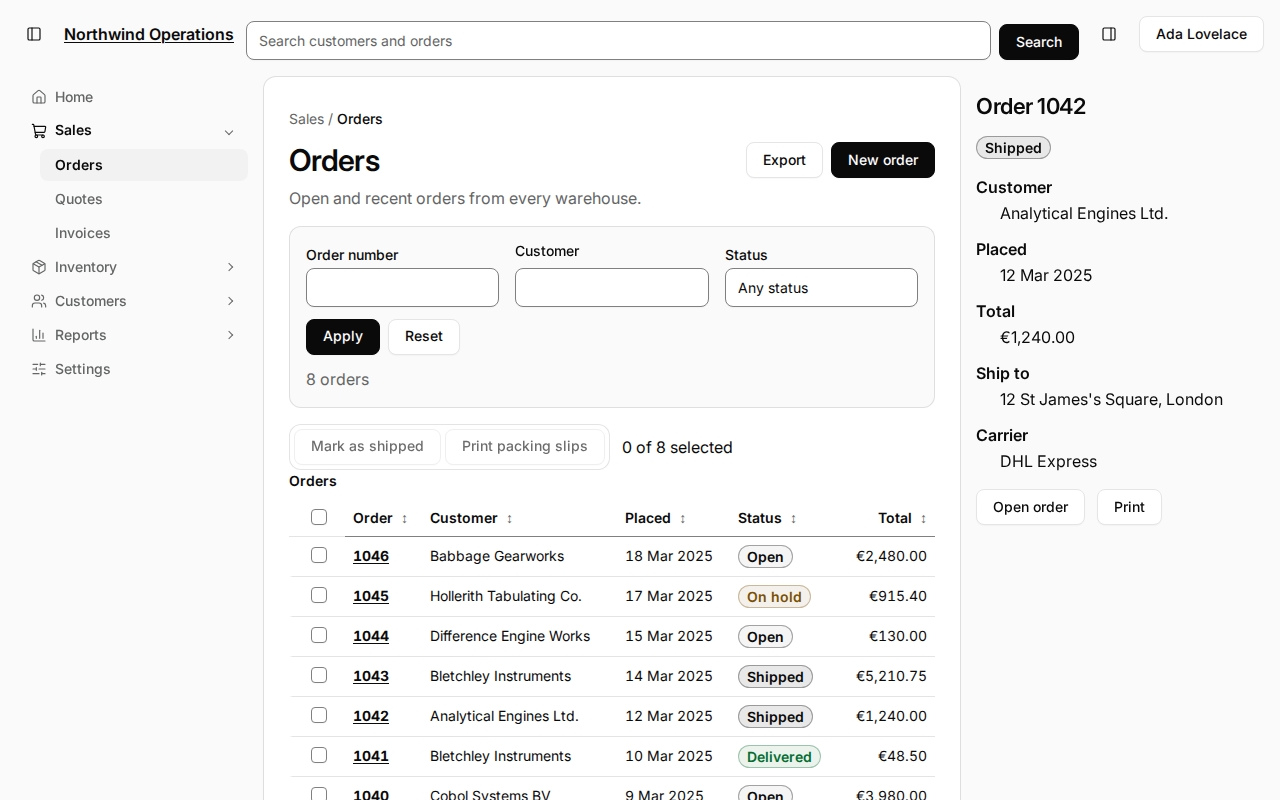 Northwind Operations
Search customers and orders
Search
Ada Lovelace
Home
Sales
Orders
Quotes
Invoices
Inventory
Customers
Reports
Settings
Sales / Orders
Orders
Export
New order
Open and recent orders from every warehouse.
Order number
Customer
Status
Any status
Apply
Reset
8 orders
Mark as shipped
Print packing slips
0 of 8 selected
Orders
Order ↕ Customer ↕ Placed ↕ Status ↕ Total ↕
1046 Babbage Gearworks 18 Mar 2025 Open €2,480.00
1045 Hollerith Tabulating Co. 17 Mar 2025 On hold €915.40
1044 Difference Engine Works 15 Mar 2025 Open €130.00
1043 Bletchley Instruments 14 Mar 2025 Shipped €5,210.75
1042 Analytical Engines Ltd. 12 Mar 2025 Shipped €1,240.00
1041 Bletchley Instruments 10 Mar 2025 Delivered €48.50
1040 Cobol Systems BV 9 Mar 2025 Open €3,980.00
Order 1042
Shipped
Customer
Analytical Engines Ltd.
Placed
12 Mar 2025
Total
€1,240.00
Ship to
12 St James's Square, London
Carrier
DHL Express
Open order
Print